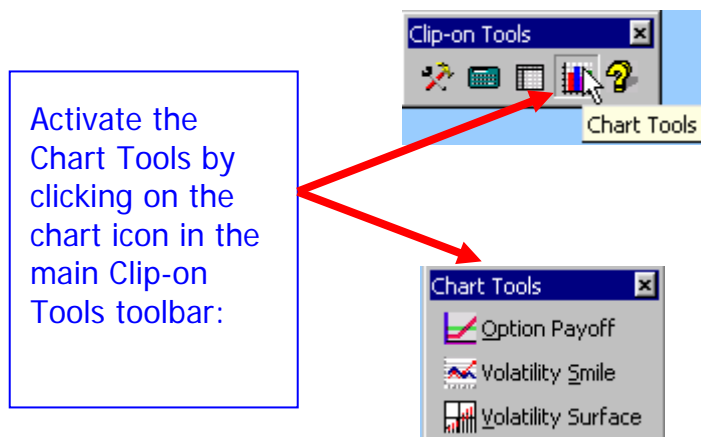 Clip-on Tools
Chart Tools
Activate the
Chart Tools by
clicking on the
chart icon in the
main Clip-on
Tools toolbar:
Chart Tools
Option Payoff
Volatility Smile
Volatility Surface